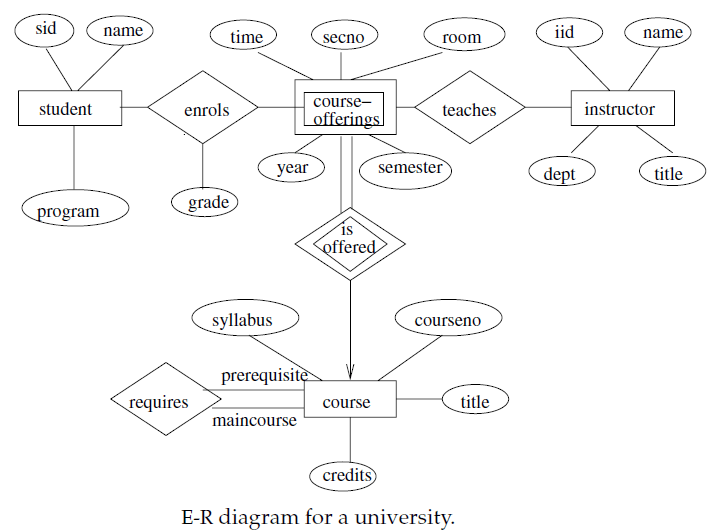 sid
name
time
secno
room
iid
name
student
enrols
course–
offerings
teaches
instructor
program
grade
year
semester
dept
title
is
offered
syllabus
courseno
prerequisite
requires
maincourse
course
title
credits
E-R diagram for a university.